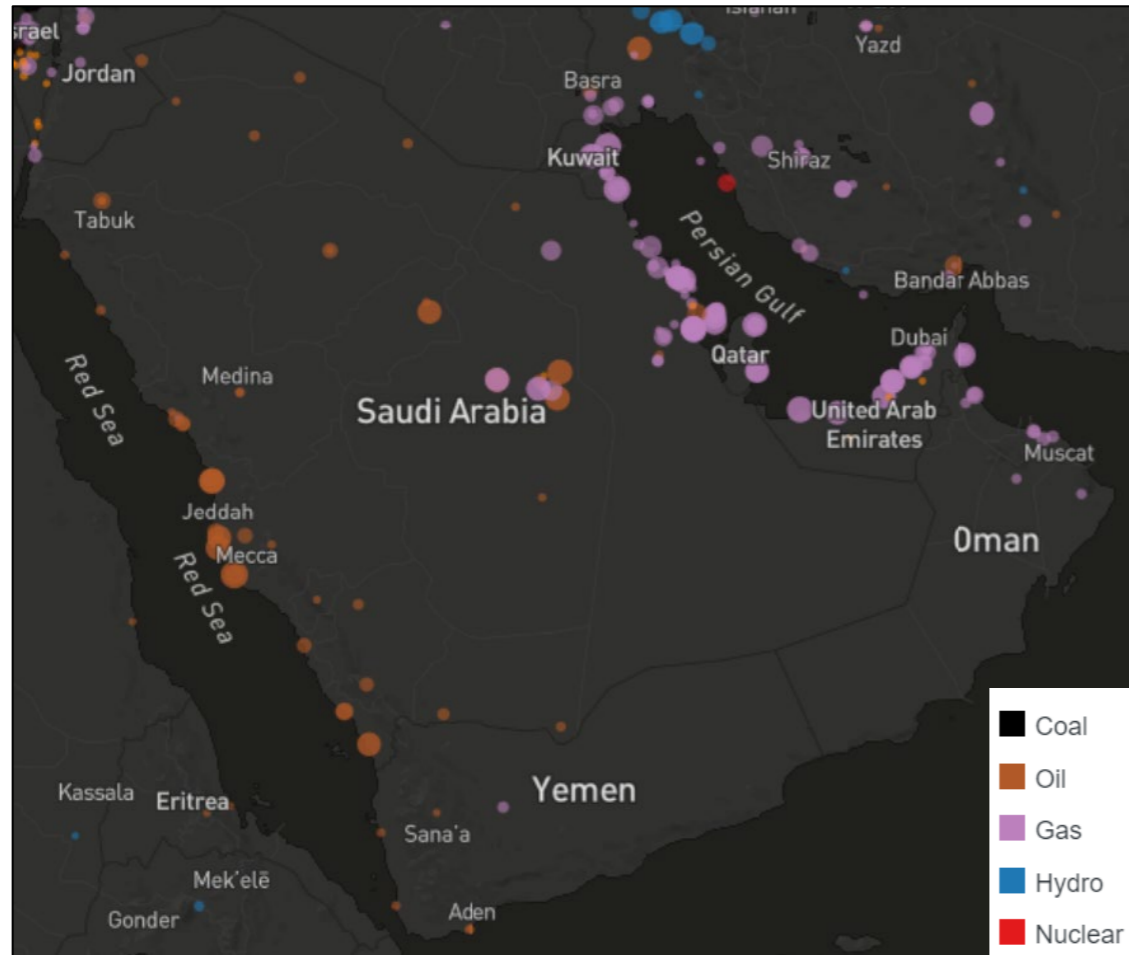 srael
Isfahan
Yazd
Jordan
Basra
Kuwait
Shiraz
Tabuk
Persian Gulf
Bandar Abbas
Dubai
Qatar
Red Sea
Medina
Saudi Arabia
United Arab
Emirates
Muscat
Jeddah
Mecca
Oman
Red Sea
Coal
Oil
Gas
Hydro
Nuclear
Kassala
Eritrea
Yemen
Sana'a
Mek'elē
Gonder
Aden